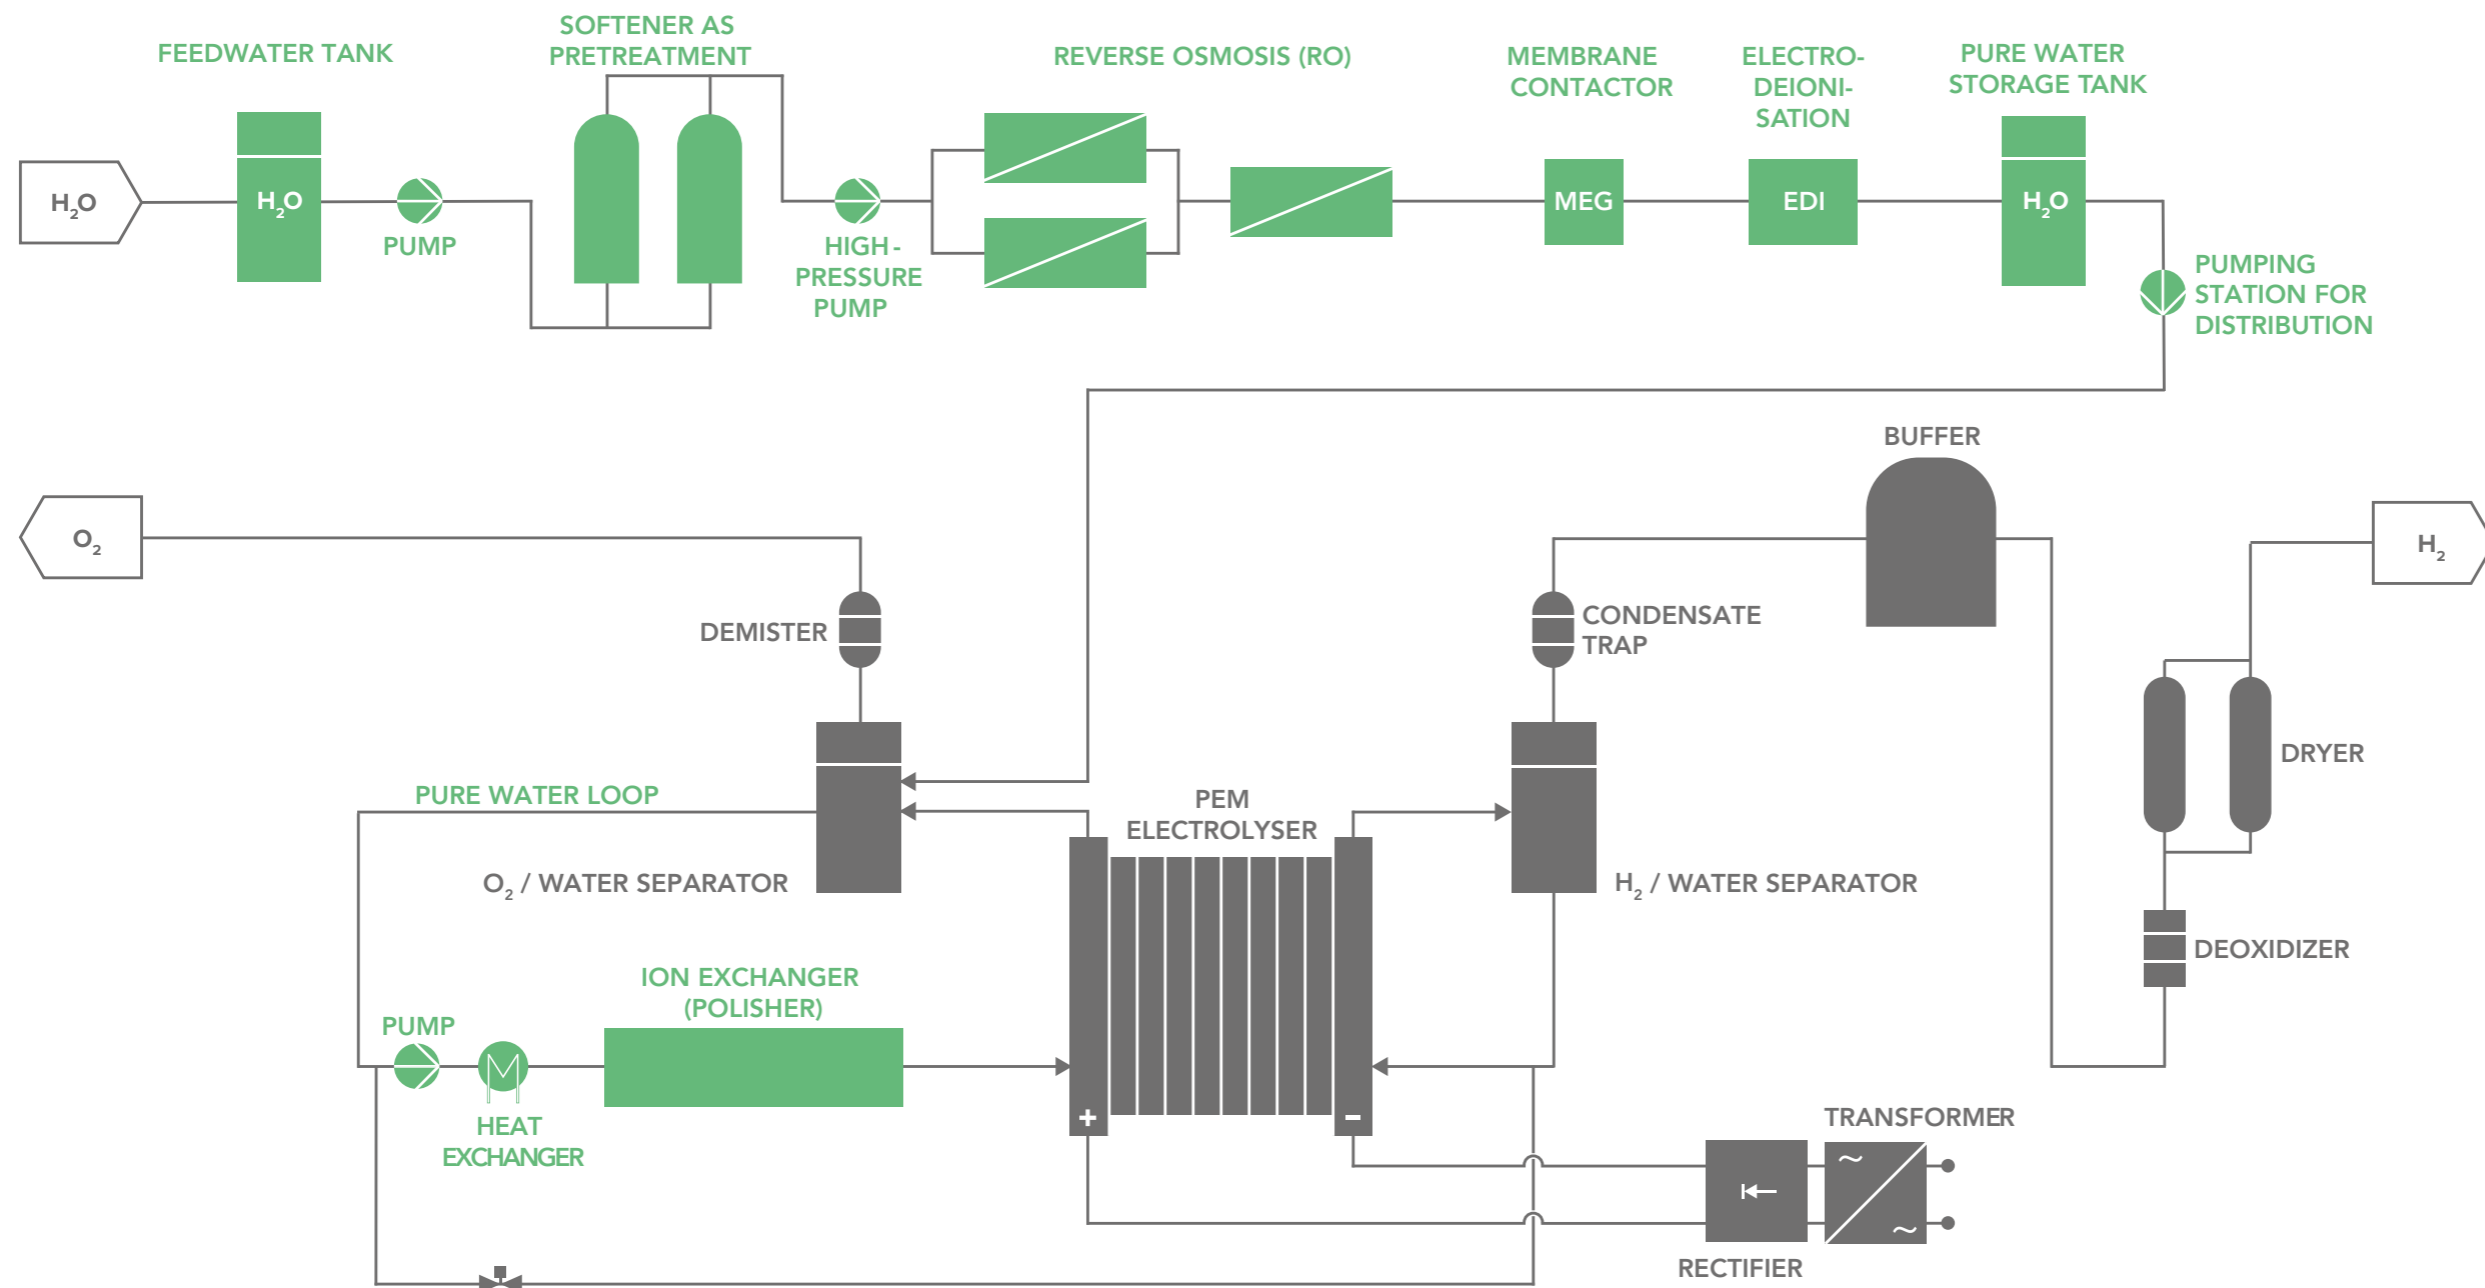 FEEDWATER TANK
SOFTENER AS
PRETREATMENT
REVERSE OSMOSIS (RO)
MEMBRANE
CONTACTOR
ELECTRO-
DEIONI-
SATION
PURE WATER
STORAGE TANK
H₂O
H₂O
PUMP
HIGH-
PRESSURE
PUMP
MEG
EDI
H₂O
PUMPING
STATION FOR
DISTRIBUTION
BUFFER
O₂
H₂
DEMISTER
CONDENSATE
TRAP
DRYER
PURE WATER LOOP
PEM
ELECTROLYSER
O₂ / WATER SEPARATOR
H₂ / WATER SEPARATOR
DEOXIDIZER
ION EXCHANGER
(POLISHER)
PUMP
HEAT
EXCHANGER
+
-
TRANSFORMER
~
~
RECTIFIER